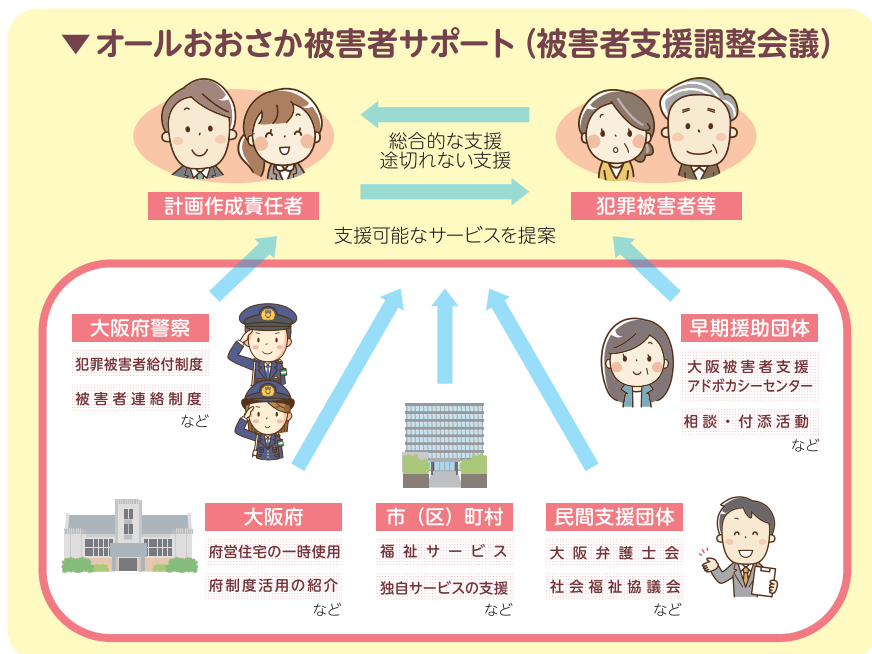 ▼オールおおさか被害者サポート（被害者支援調整会議）
総合的な支援
途切れない支援
計画作成責任者
犯罪被害者等
支援可能なサービスを提案
大阪府警察
犯罪被害者給付制度
被害者連絡制度
など
早期援助団体
大阪被害者支援
アドボカシーセンター
相談・付添活動
など
大阪府
府営住宅の一時使用
府制度活用の紹介
など
市（区）町村
福祉サービス
独自サービスの支援
など
民間支援団体
大阪弁護士会
社会福祉協議会
など